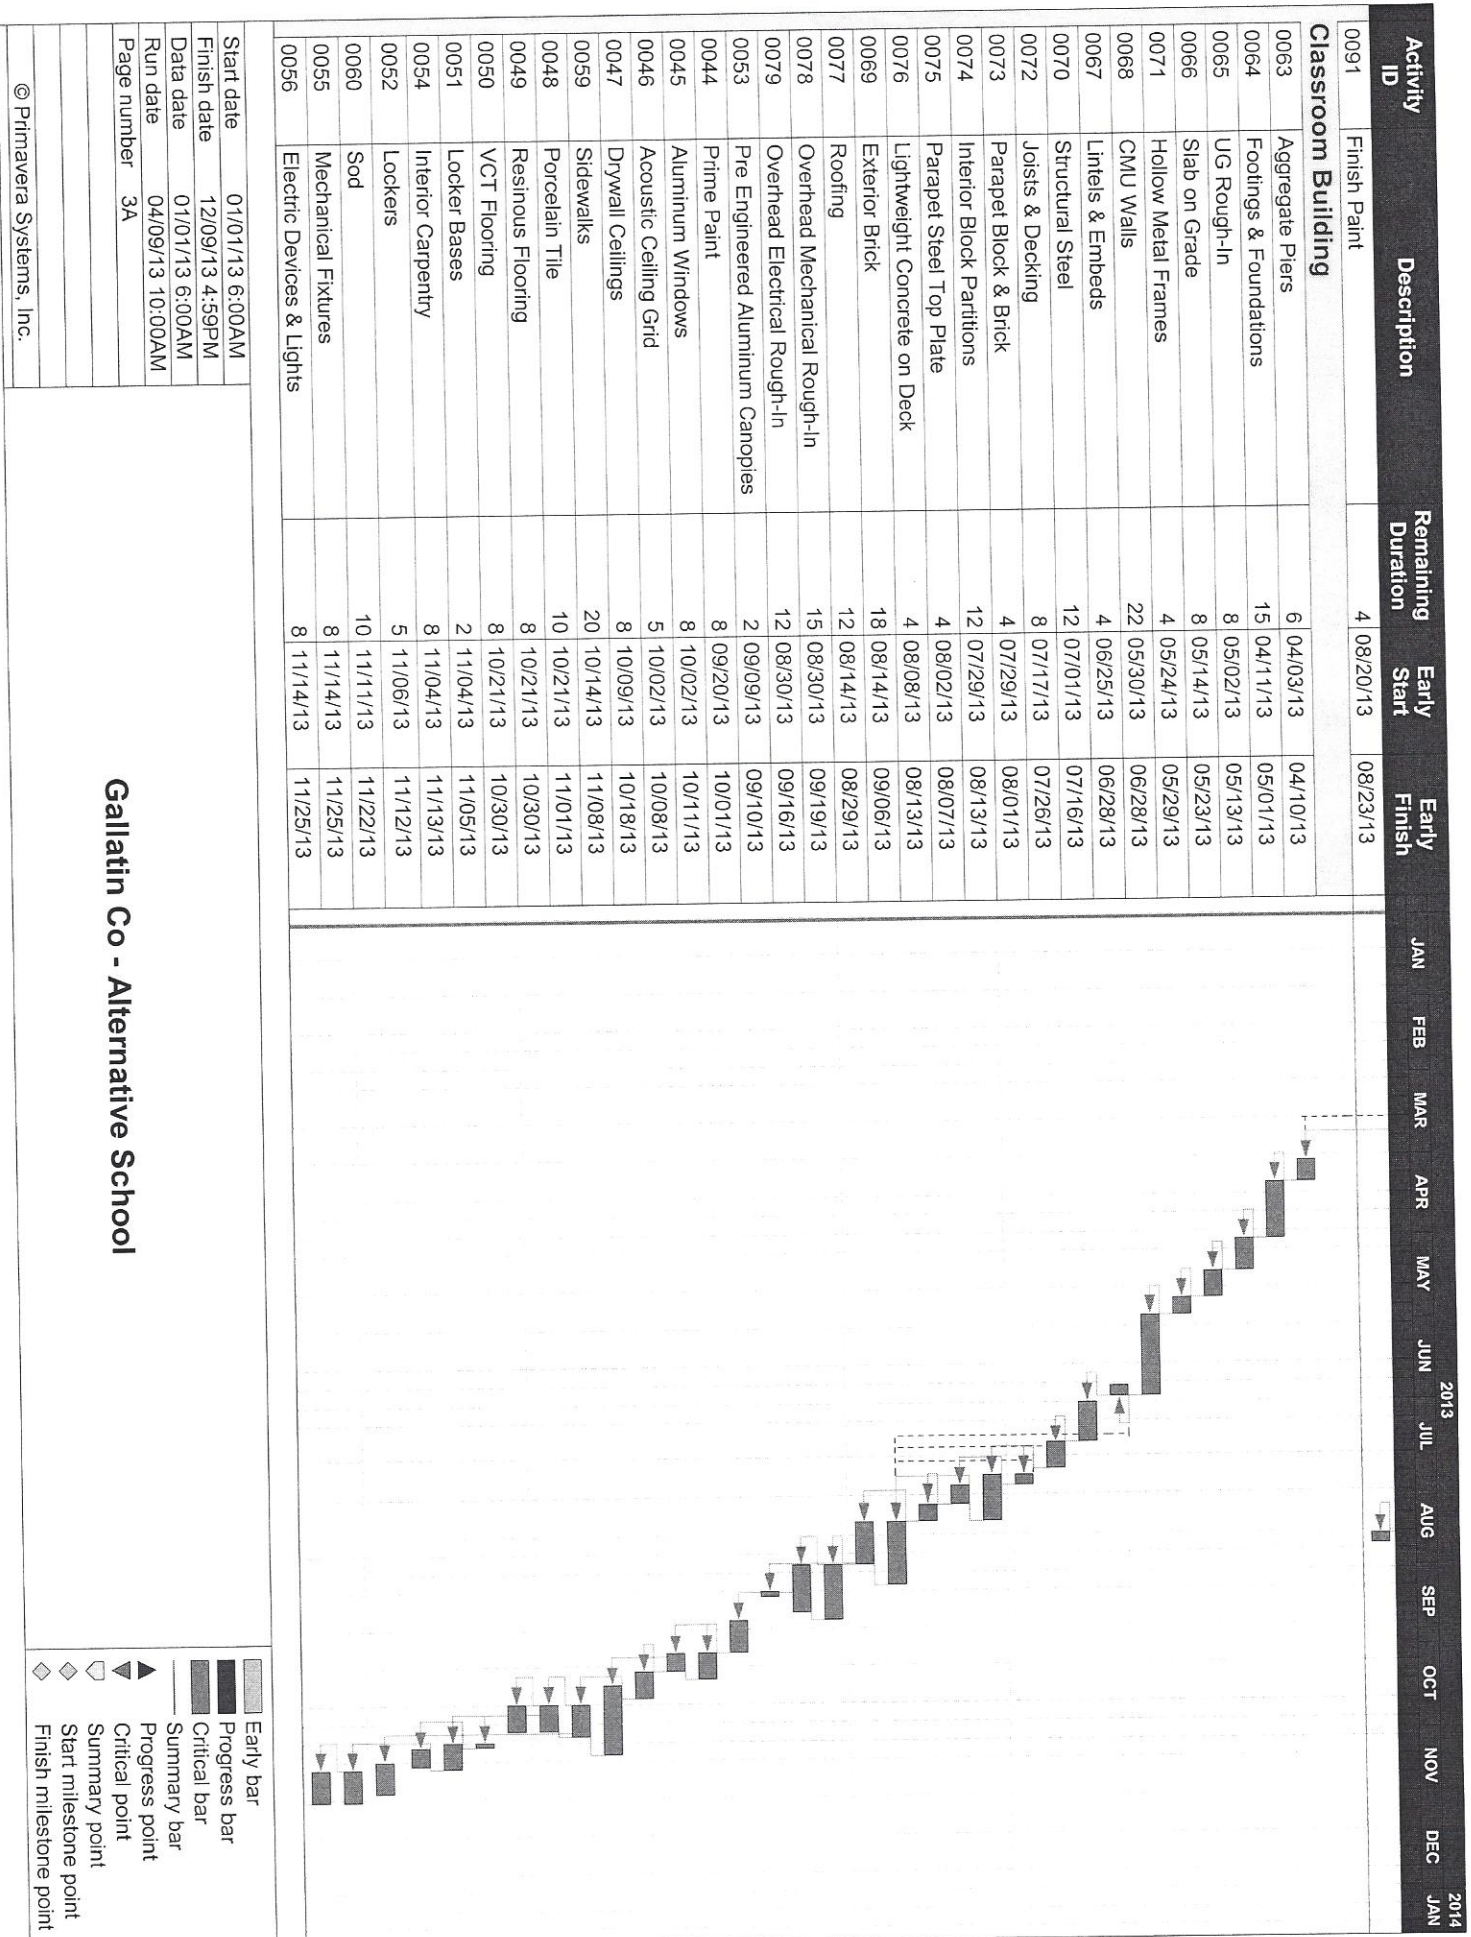 Activity ID Description Remaining Duration Early Start Early Finish
2013 2014
JAN FEB MAR APR MAY JUN JUL AUG SEP OCT NOV DEC JAN
0091 Finish Paint 4 08/20/13 08/23/13
Classroom Building
0063 Aggregate Piers 6 04/03/13 04/10/13
0064 Footings & Foundations 15 04/11/13 05/01/13
0065 UG Rough-In 8 05/02/13 05/13/13
0066 Slab on Grade 8 05/14/13 05/23/13
0071 Hollow Metal Frames 4 05/24/13 05/29/13
0068 CMU Walls 22 05/30/13 06/28/13
0067 Lintels & Embeds 4 06/25/13 06/28/13
0070 Structural Steel 12 07/01/13 07/16/13
0072 Joists & Decking 8 07/17/13 07/26/13
0073 Parapet Block & Brick 4 07/29/13 08/01/13
0074 Interior Block Partitions 12 07/29/13 08/13/13
0075 Parapet Steel Top Plate 4 08/02/13 08/07/13
0076 Lightweight Concrete on Deck 4 08/08/13 08/13/13
0069 Exterior Brick 18 08/14/13 09/06/13
0077 Roofing 12 08/14/13 08/29/13
0078 Overhead Mechanical Rough-In 15 08/30/13 09/19/13
0079 Overhead Electrical Rough-In 12 08/30/13 09/16/13
0053 Pre Engineered Aluminum Canopies 2 09/09/13 09/10/13
0044 Prime Paint 8 09/20/13 10/01/13
0045 Aluminum Windows 8 10/02/13 10/11/13
0046 Acoustic Ceiling Grid 5 10/02/13 10/08/13
0047 Drywall Ceilings 8 10/09/13 10/18/13
0059 Sidewalks 20 10/14/13 11/08/13
0048 Porcelain Tile 10 10/21/13 11/01/13
0049 Resinous Flooring 8 10/21/13 10/30/13
0050 VCT Flooring 8 10/21/13 10/30/13
0051 Locker Bases 2 11/04/13 11/05/13
0054 Interior Carpentry 8 11/04/13 11/13/13
0052 Lockers 5 11/06/13 11/12/13
0060 Sod 10 11/11/13 11/22/13
0055 Mechanical Fixtures 8 11/14/13 11/25/13
0056 Electric Devices & Lights 8 11/14/13 11/25/13
Start date 01/01/13 6:00AM
Finish date 12/09/13 4:59PM
Data date 01/01/13 6:00AM
Run date 04/09/13 10:00AM
Page number 3A
© Primavera Systems, Inc.
Gallatin Co - Alternative School
Early bar
Progress bar
Critical bar
Summary bar
Progress point
Critical point
Summary point
Start milestone point
Finish milestone point